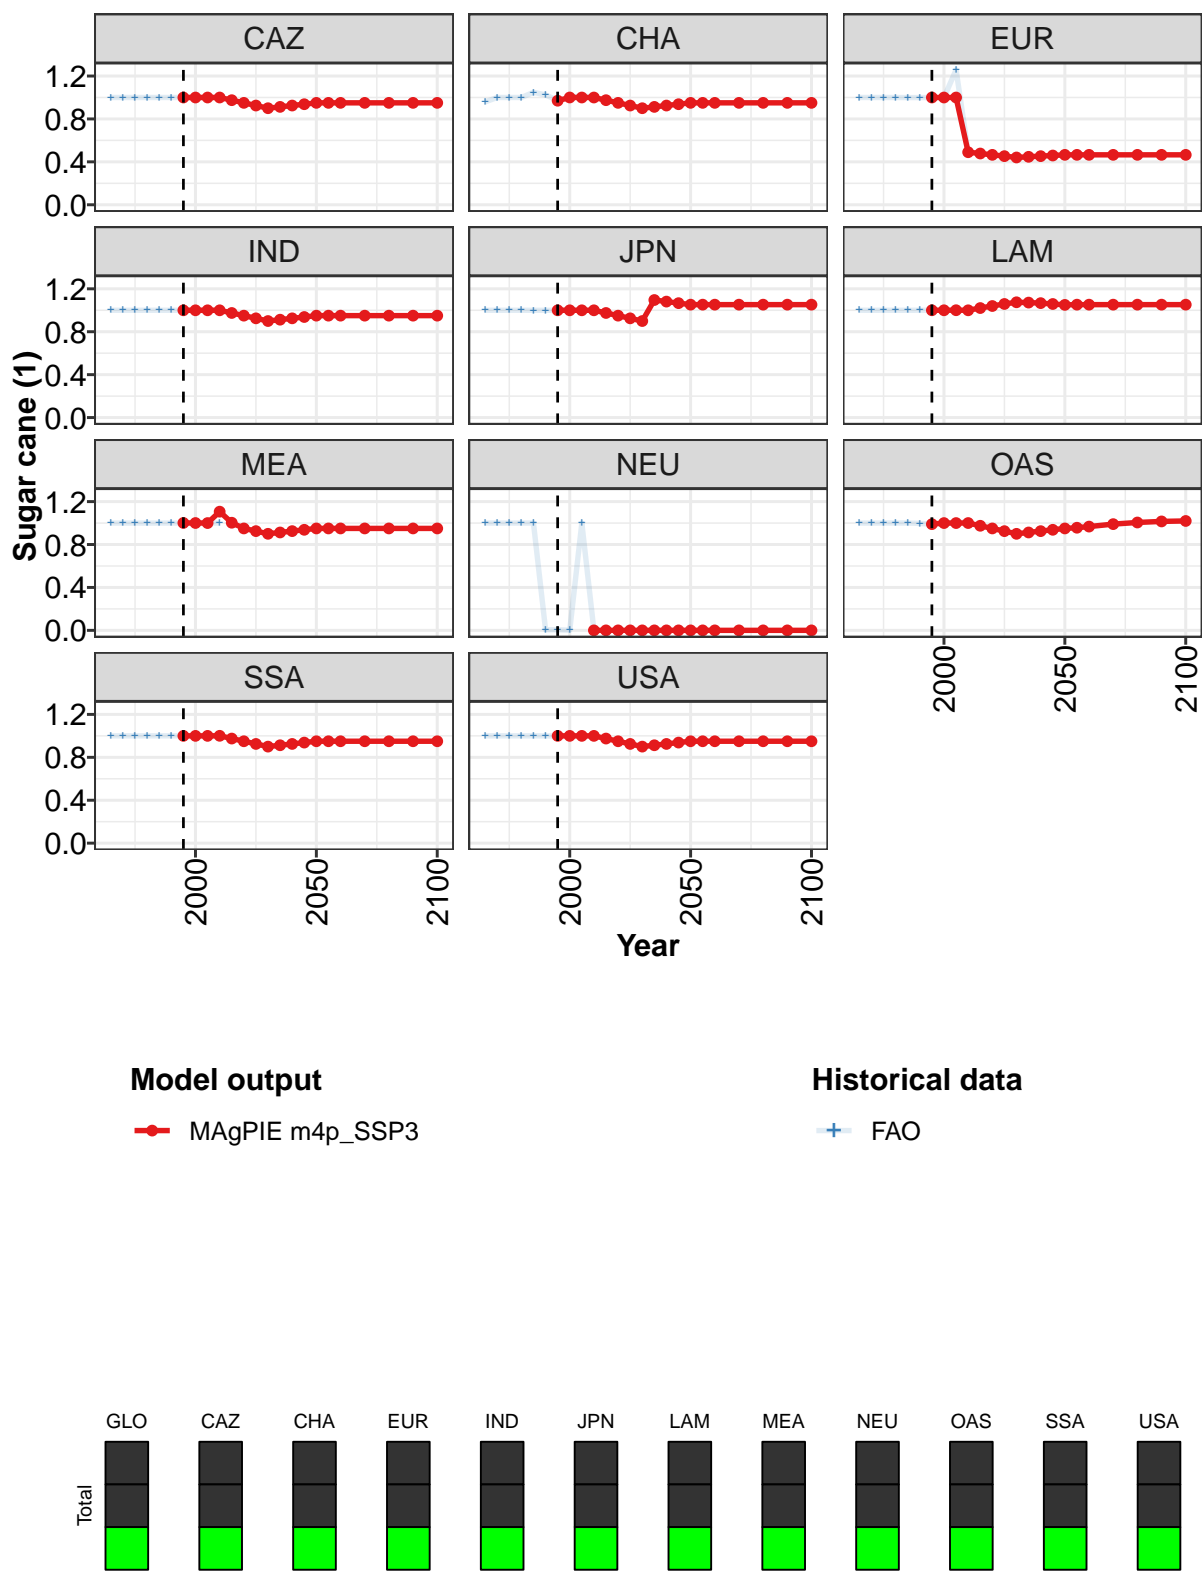 CAZ CHA EUR
1.2
0.8
0.4
0.0
IND JPN LAM
1.2
0.8
0.4
0.0
MEA NEU OAS
1.2
0.8
0.4
0.0
2000 2050 2100
SSA USA
1.2
0.8
0.4
0.0
2000 2050 2100 2000 2050 2100
Sugar cane (1)
Year
Model output Historical data
MAgPIE m4p_SSP3 FAO
GLO CAZ CHA EUR IND JPN LAM MEA NEU OAS SSA USA
Total